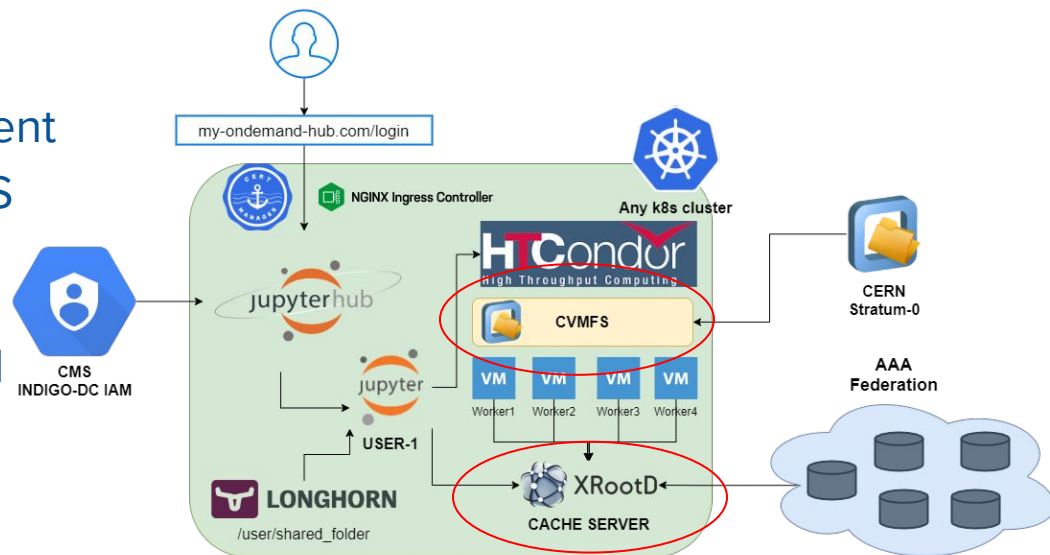 my-ondemand-hub.com/login
ent
s
CERT
MANAGER
NGINX Ingress Controller
Any k8s cluster
HTCondor
High Throughput Computing
jupyterhub
CMS
INDIGO-DC IAM
CVMFS
CERN
Stratum-0
jupyter
USER-1
VM
VM
VM
VM
Worker1
Worker2
Worker3
Worker4
AAA
Federation
LONGHORN
/user/shared_folder
XRootD
CACHE SERVER